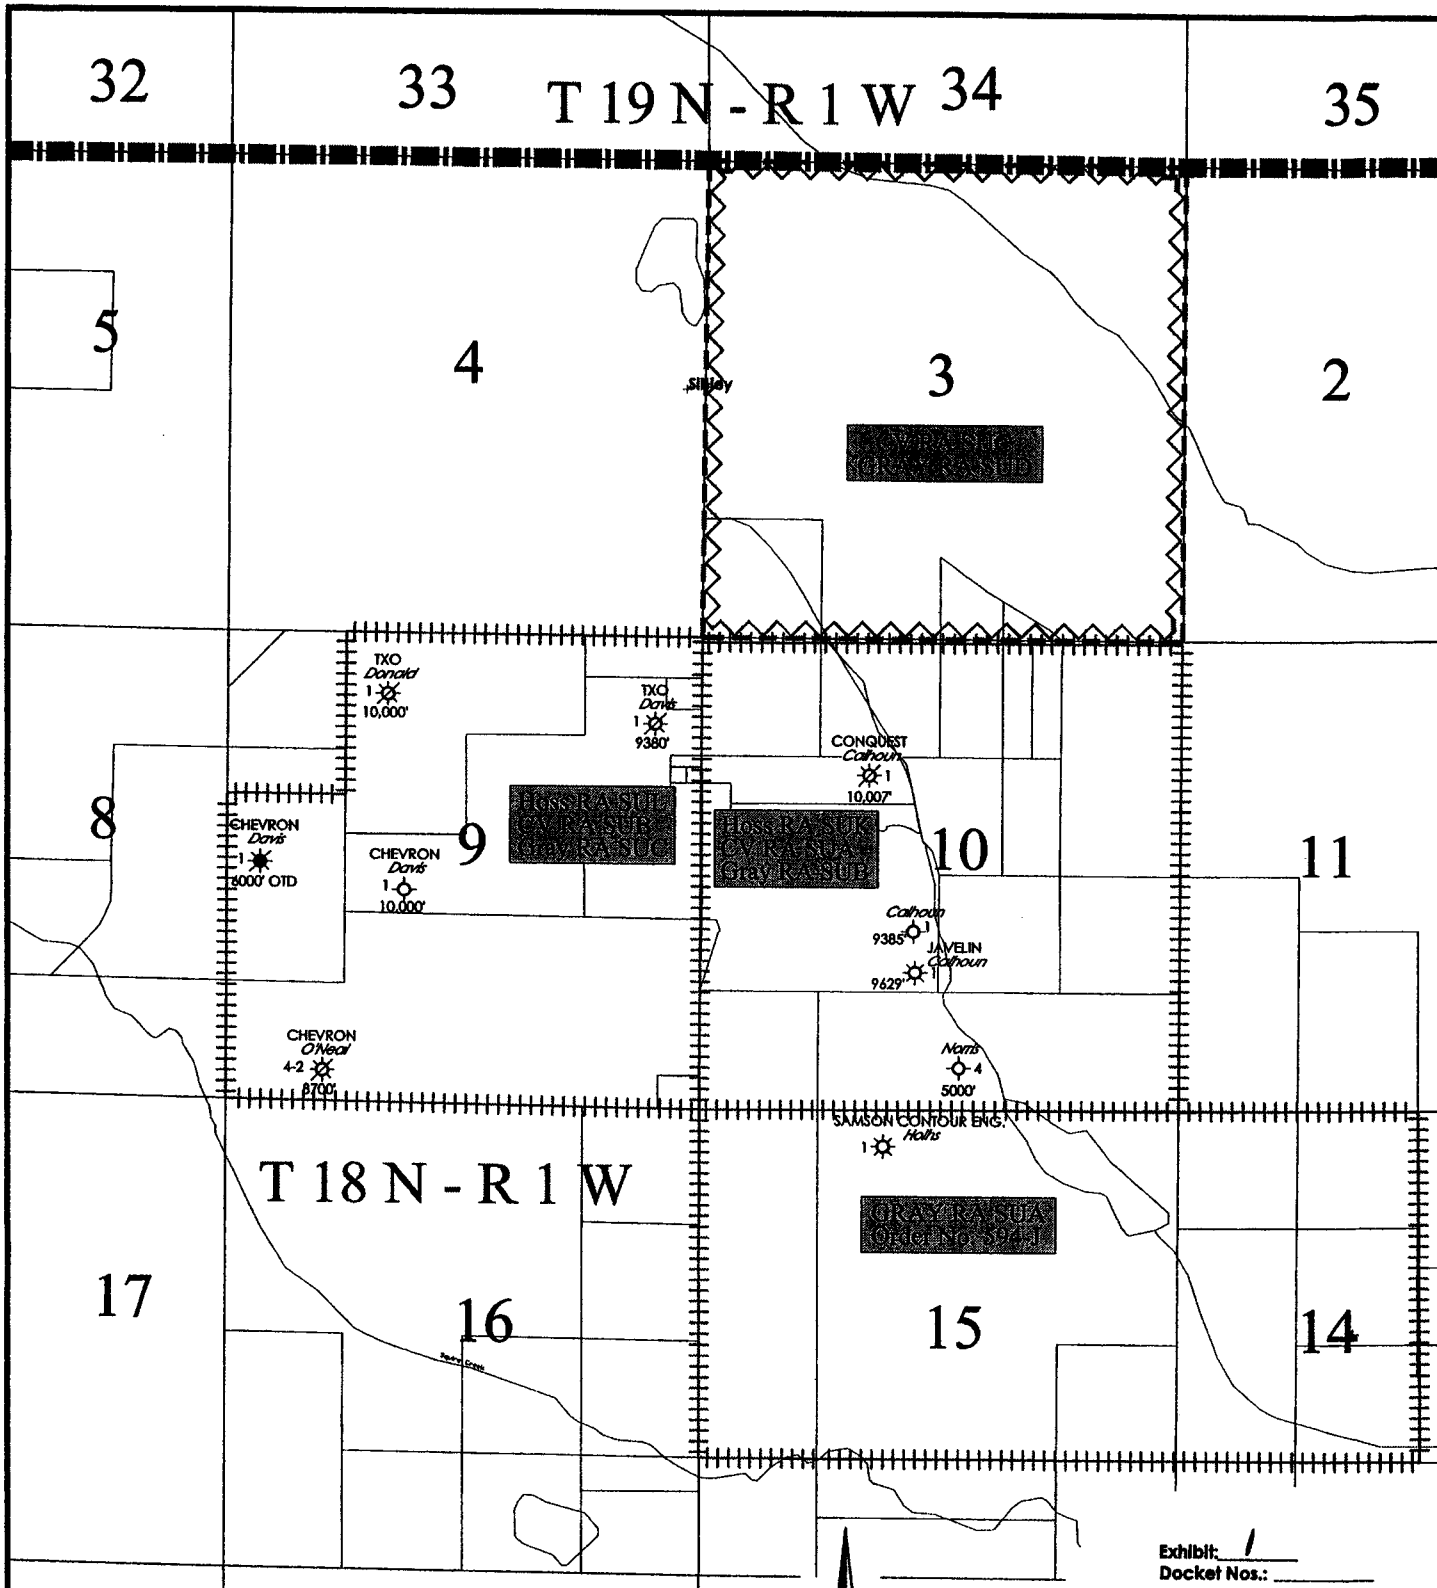 32
33
34
35
T 19 N - R 1 W
5
4
3
2
Sibley
CV RA SUC
GRAY RA SUD
TXO
Donald
1
10,000'
TXO
Davis
1
9380'
CONQUEST
Calhoun
1
10,007'
8
9
10
11
CHEVRON
Davis
1
6000' OTD
CHEVRON
Davis
1
10,000'
Hoss RA SUL
CV RA SUB
Gray RA SUC
Hoss RA SUK
CV RA SUA
Gray RA SUB
Calhoun
1
9385'
JAVELIN
Calhoun
1
9629'
CHEVRON
O'Neal
4-2
8700'
Norris
4
5000'
SAMSON CONTOUR ENG.
1
T 18 N - R 1 W
GRAY RA SUA
Order No. 894-J
17
16
15
14
Creek
Exhibit: 1
Docket Nos.: